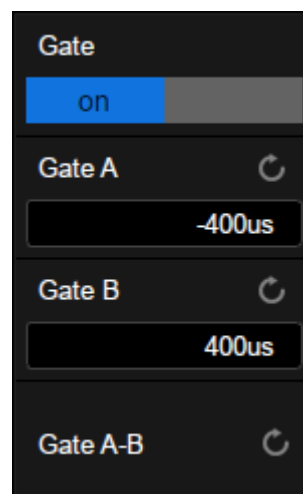 Gate
on
Gate A
-400us
Gate B
400us
Gate A-B